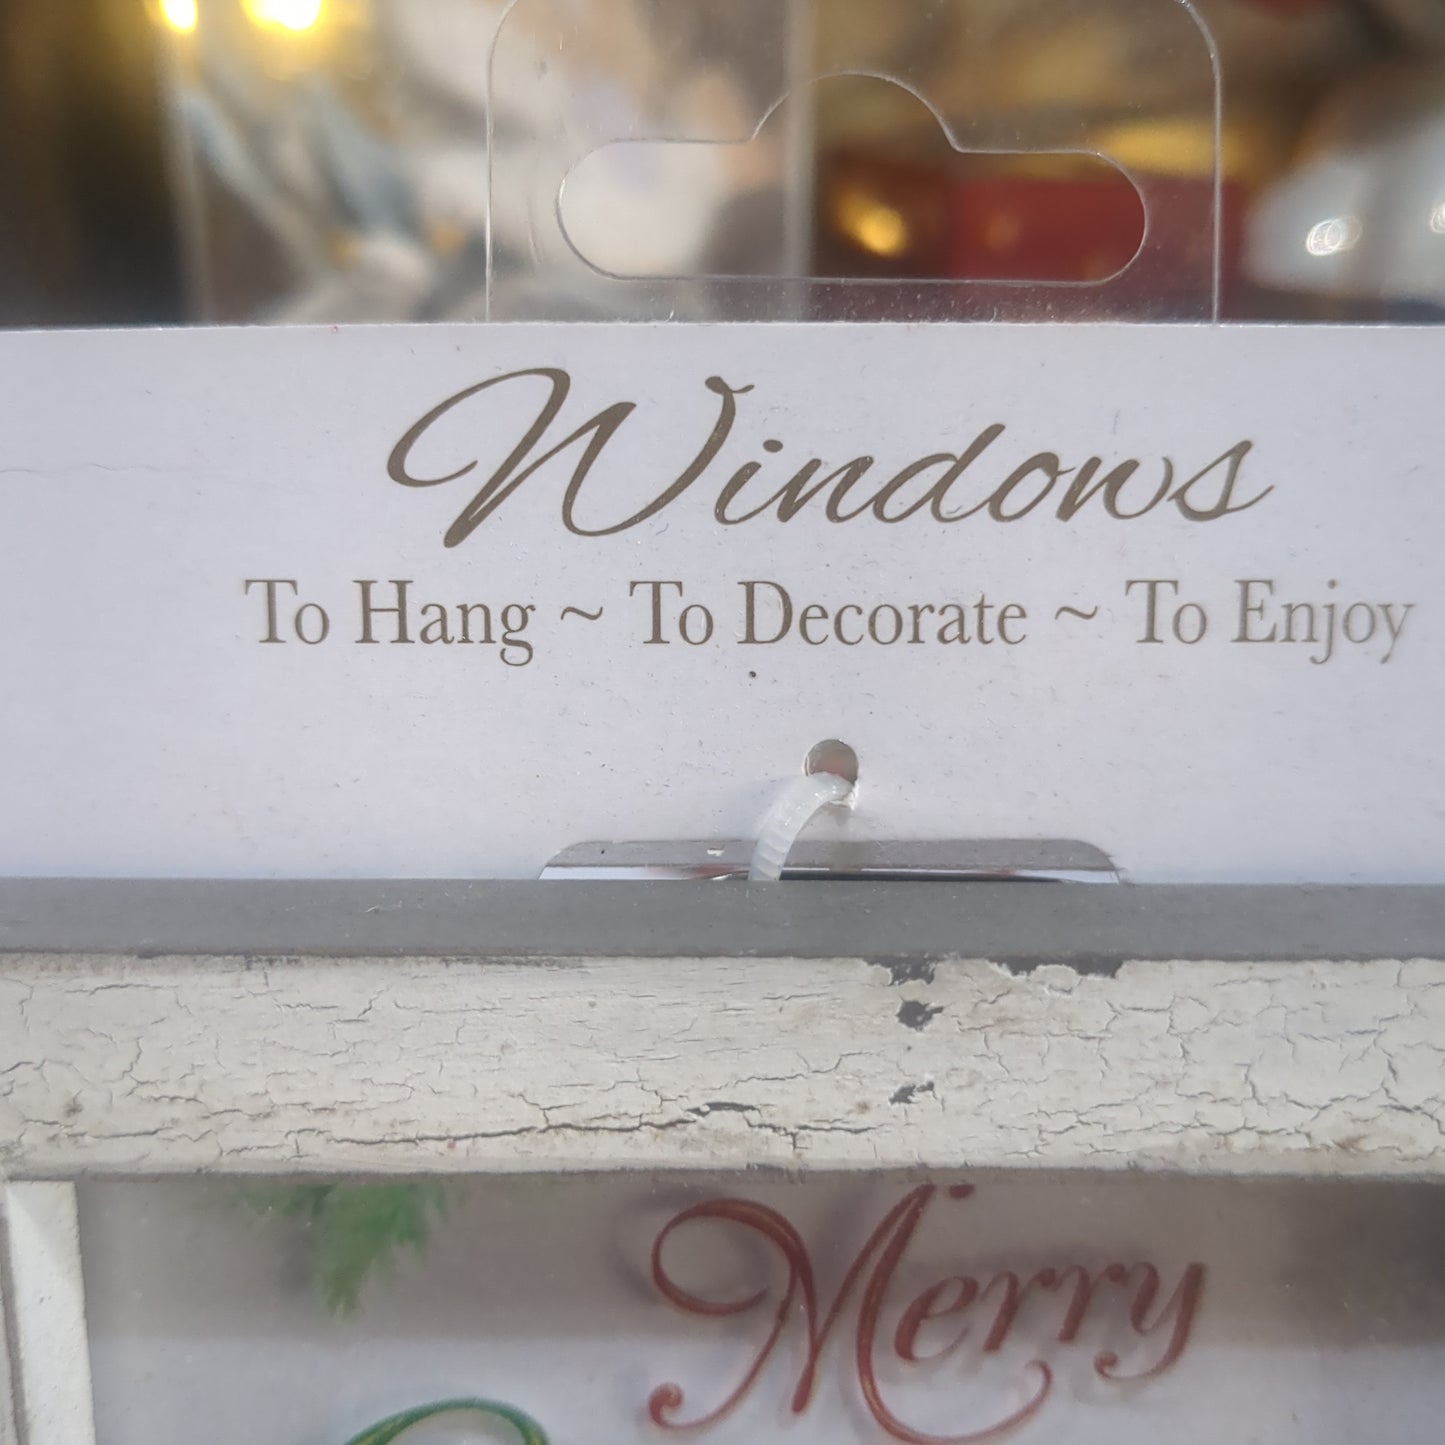 Windows
To Hang ~ To Decorate ~ To Enjoy
Merry